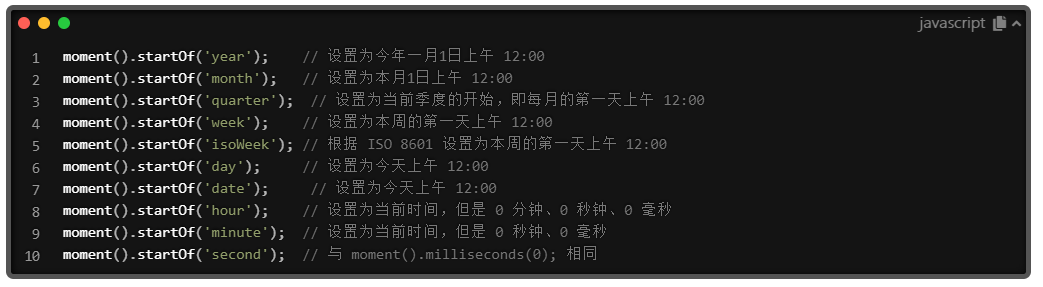 javascript
1 moment().startOf('year');    // 设置为今年一月1日上午 12:00
2 moment().startOf('month');   // 设置为本月1日上午 12:00
3 moment().startOf('quarter');  // 设置为当前季度的开始，即每月的第一天上午 12:00
4 moment().startOf('week');    // 设置为本周的第一天上午 12:00
5 moment().startOf('isoWeek'); // 根据 ISO 8601 设置为本周的第一天上午 12:00
6 moment().startOf('day');     // 设置为今天上午 12:00
7 moment().startOf('date');     // 设置为今天上午 12:00
8 moment().startOf('hour');    // 设置为当前时间，但是 0 分钟、0 秒钟、0 毫秒
9 moment().startOf('minute');  // 设置为当前时间，但是 0 秒钟、0 毫秒
10 moment().startOf('second');  // 与 moment().milliseconds(0); 相同